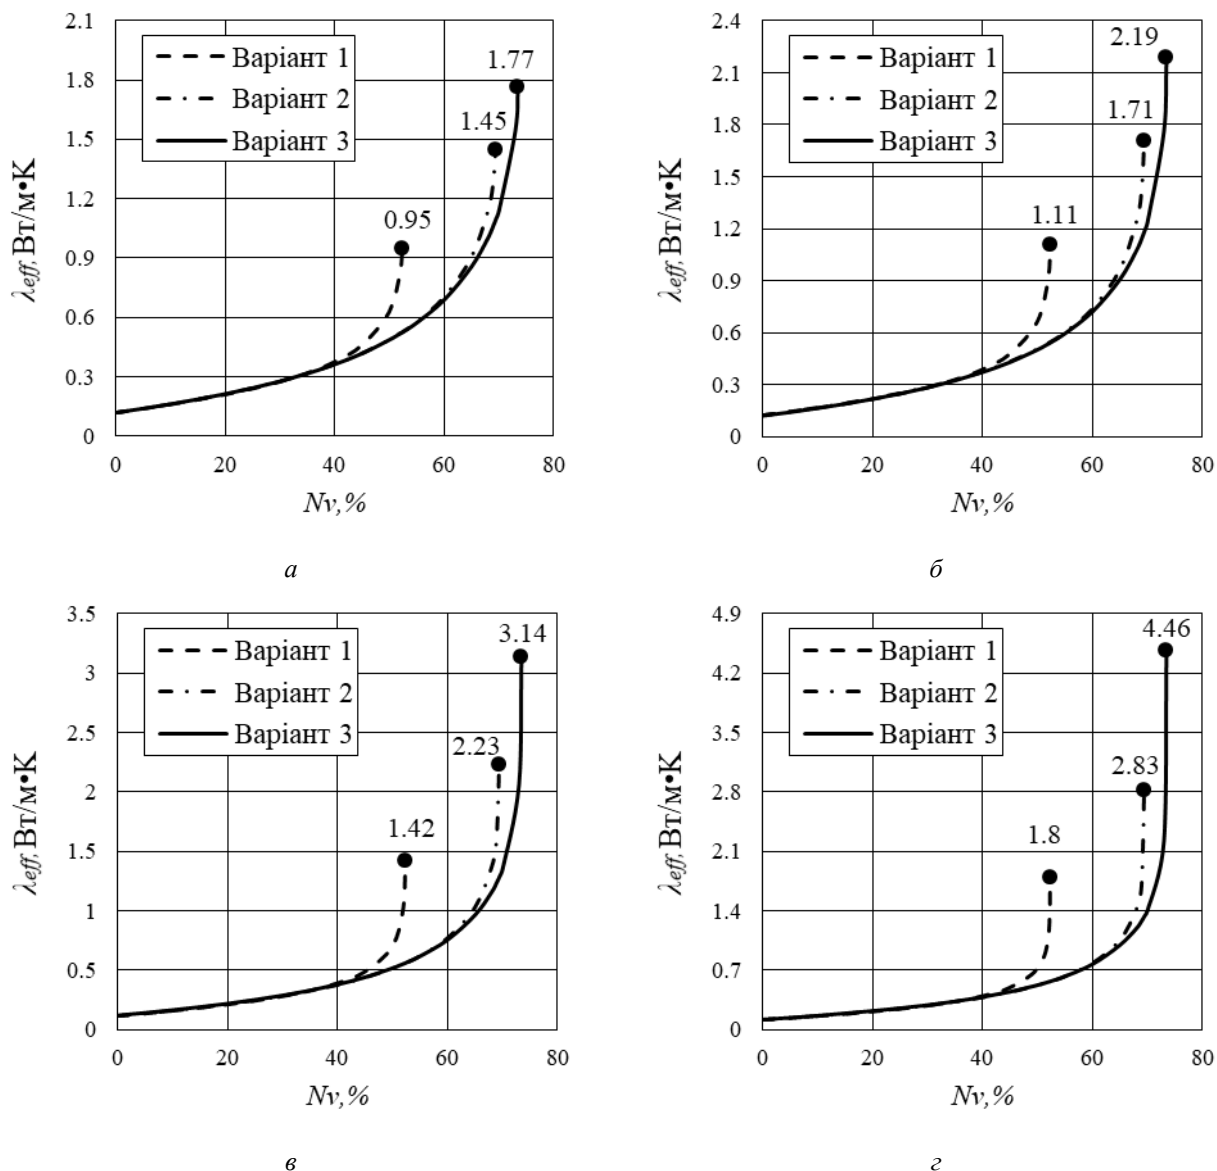 2.1
1.8
1.5
1.2
0.9
0.6
0.3
0
λeff, Вт/м•К
Варіант 1
Варіант 2
Варіант 3
1.77
1.45
0.95
0 20 40 60 80
Nv,%
а
2.4
2.1
1.8
1.5
1.2
0.9
0.6
0.3
0
λeff, Вт/м•К
Варіант 1
Варіант 2
Варіант 3
2.19
1.71
1.11
0 20 40 60 80
Nv,%
б
3.5
3
2.5
2
1.5
1
0.5
0
λeff, Вт/м•К
Варіант 1
Варіант 2
Варіант 3
3.14
2.23
1.42
0 20 40 60 80
Nv,%
в
4.9
4.2
3.5
2.8
2.1
1.4
0.7
0
λeff, Вт/м•К
Варіант 1
Варіант 2
Варіант 3
4.46
2.83
1.8
0 20 40 60 80
Nv,%
г